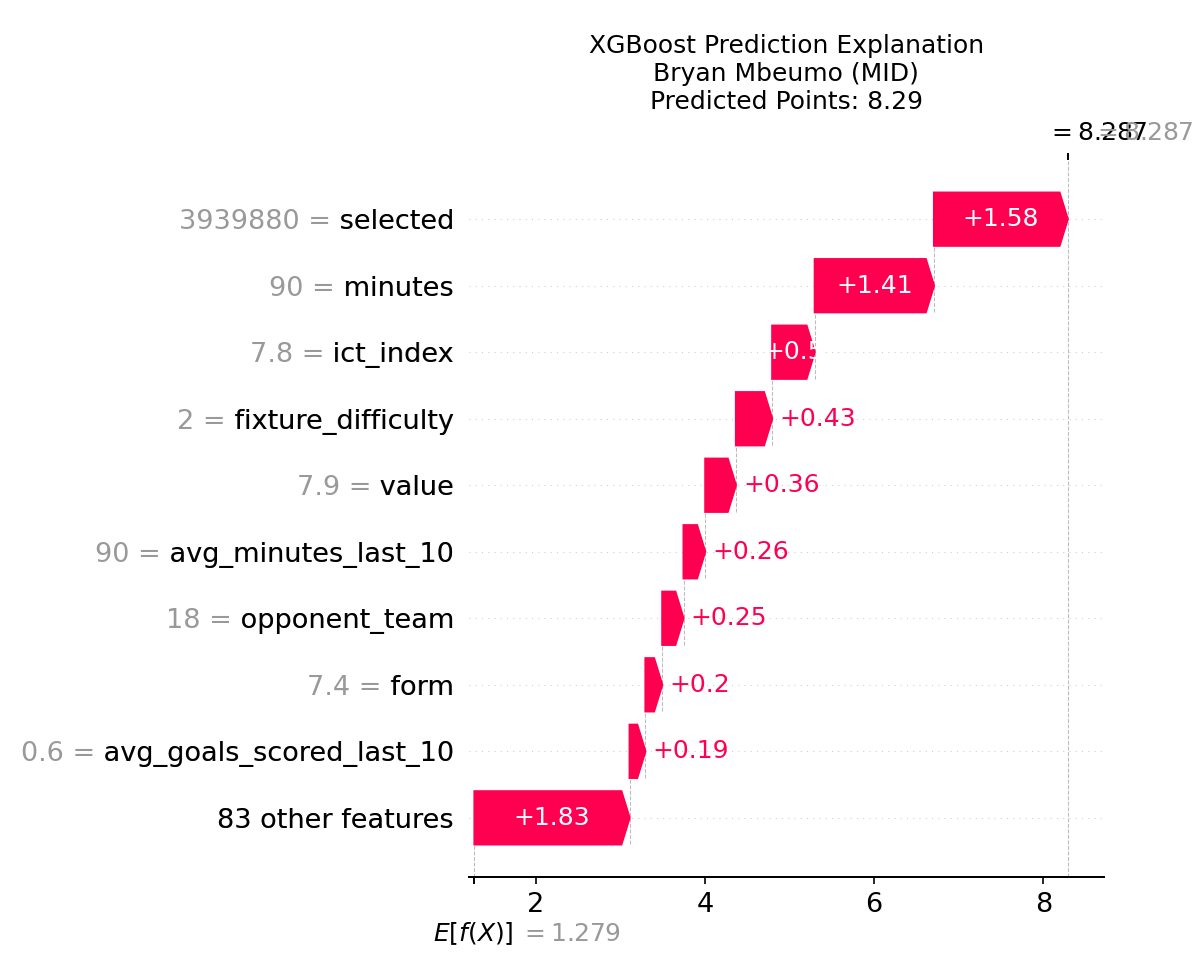 XGBoost Prediction Explanation
Bryan Mbeumo (MID)
Predicted Points: 8.29
= 8.287
3939880 = selected +1.58
90 = minutes +1.41
7.8 = ict_index +0.5
2 = fixture_difficulty +0.43
7.9 = value +0.36
90 = avg_minutes_last_10 +0.26
18 = opponent_team +0.25
7.4 = form +0.2
0.6 = avg_goals_scored_last_10 +0.19
83 other features +1.83
2 4 6 8
E[f(X)] = 1.279